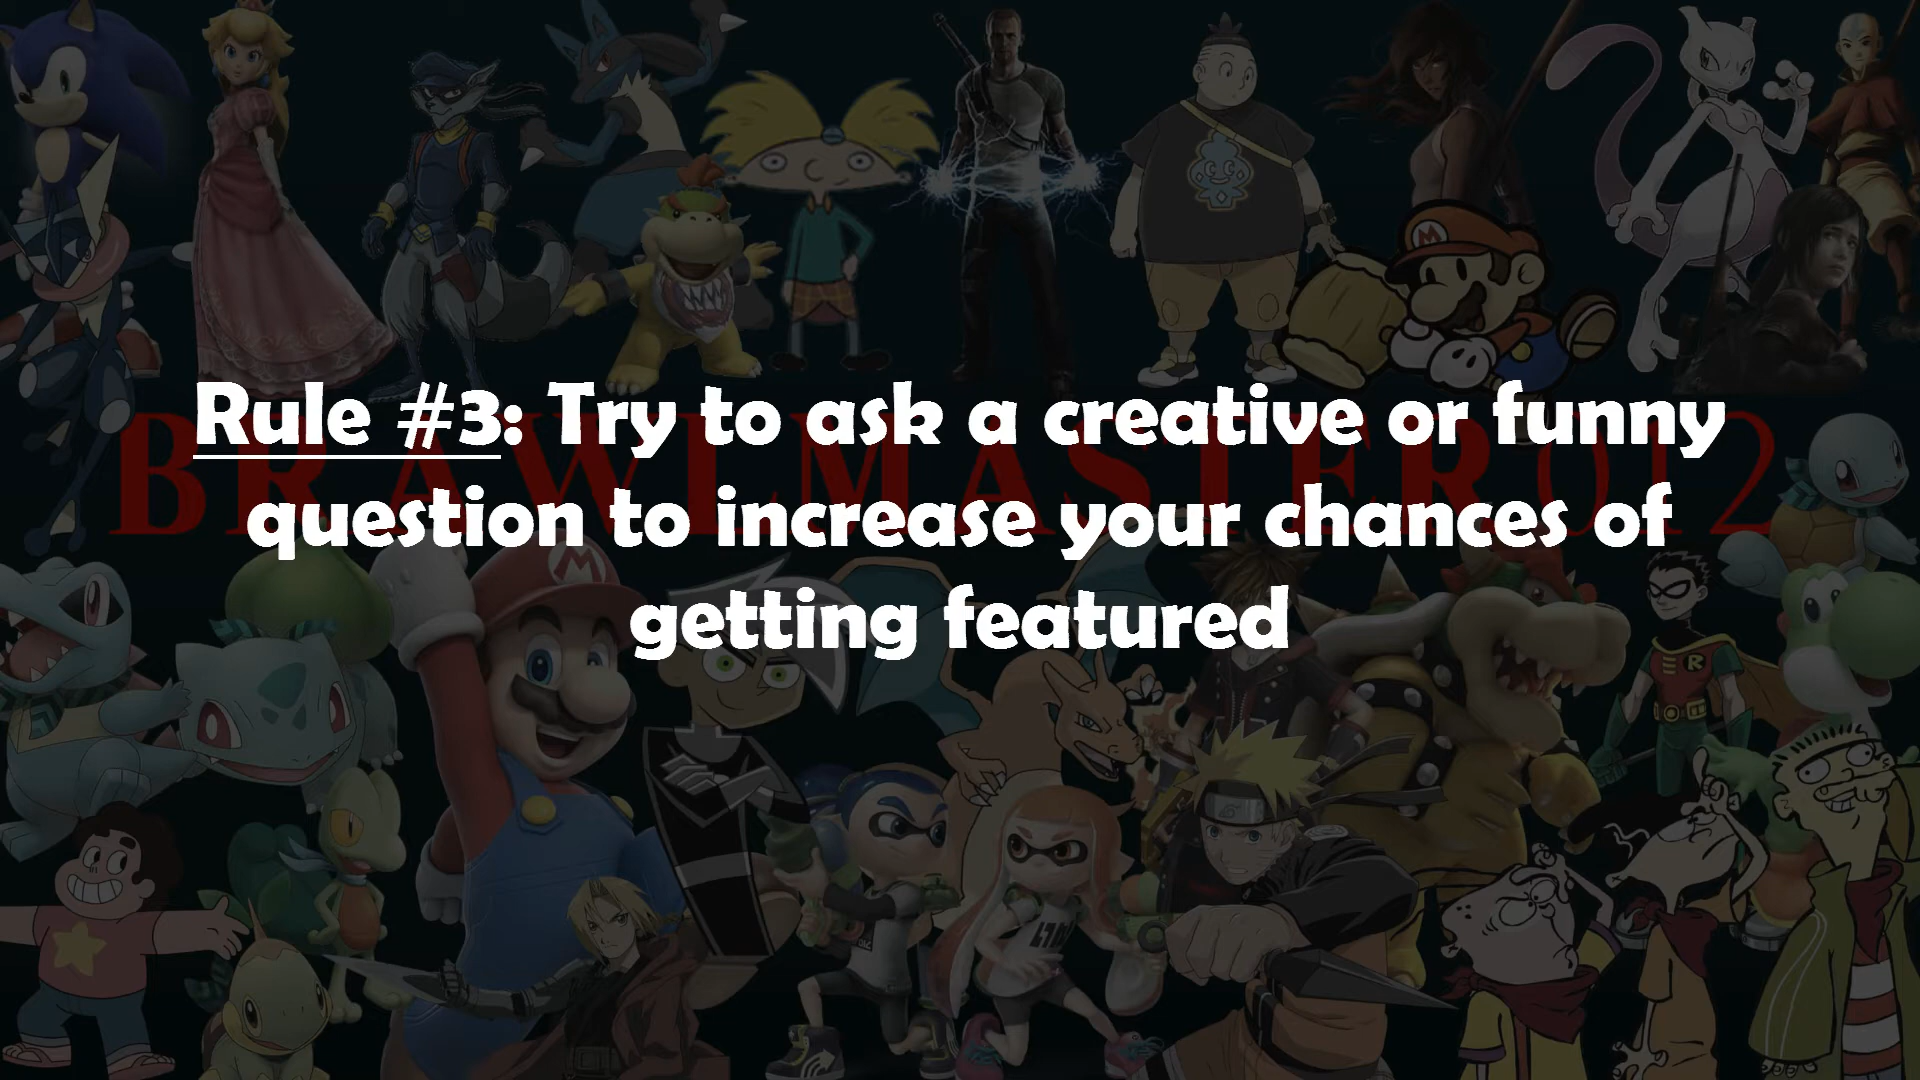 Rule #3: Try to ask a creative or funny
BRAWLMASTER012
question to increase your chances of
getting featured
M
M
M
R